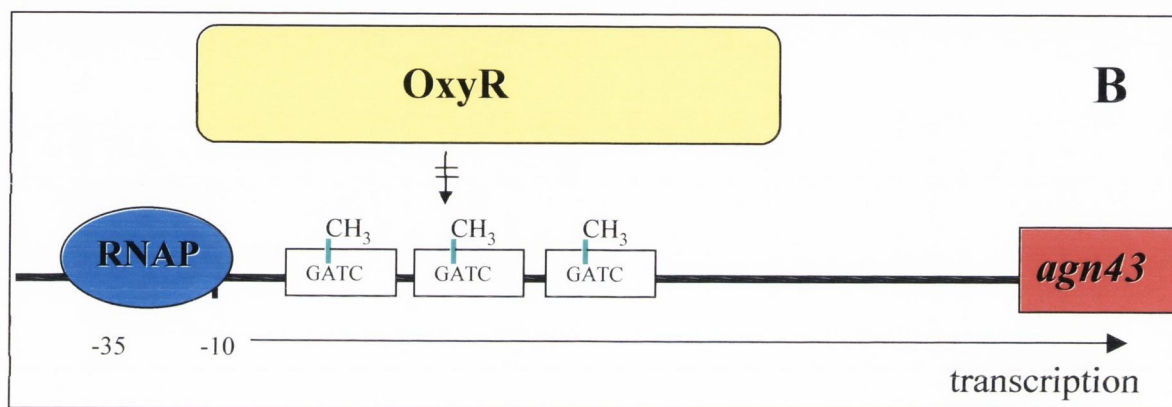 OxyR
B
CH₃ CH₃ CH₃
RNAP
GATC GATC GATC
agn43
-35 -10
transcription